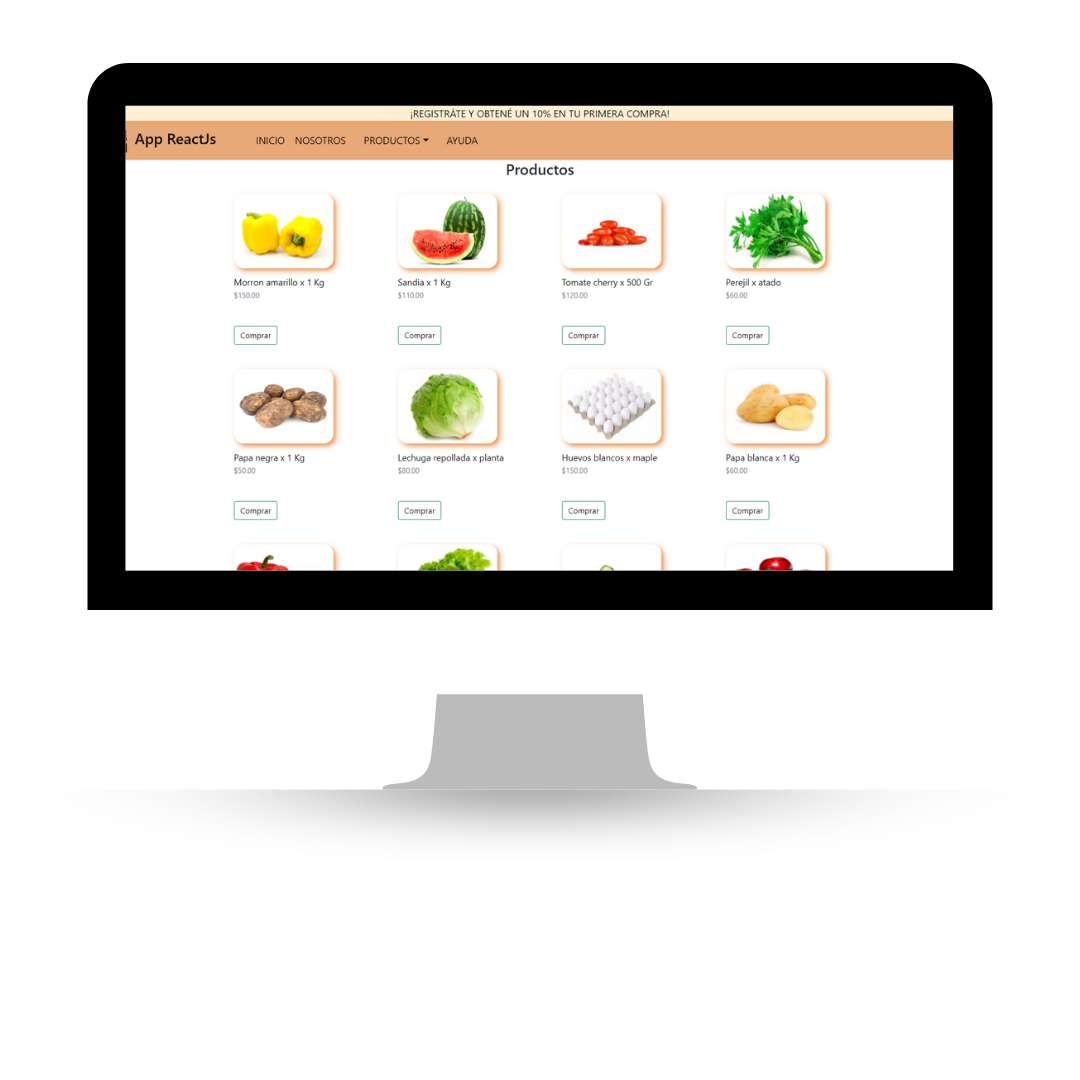 ¡REGISTRÁTE Y OBTENÉ UN 10% EN TU PRIMERA COMPRA!
App ReactJs INICIO NOSOTROS PRODUCTOS AYUDA
Productos
Morron amarillo x 1 Kg
$150.00
Comprar
Sandia x 1 Kg
$110.00
Comprar
Tomate cherry x 500 Gr
$120.00
Comprar
Perejil x atado
$60.00
Comprar
Papa negra x 1 Kg
$50.00
Comprar
Lechuga repollada x planta
$80.00
Comprar
Huevos blancos x maple
$150.00
Comprar
Papa blanca x 1 Kg
$60.00
Comprar